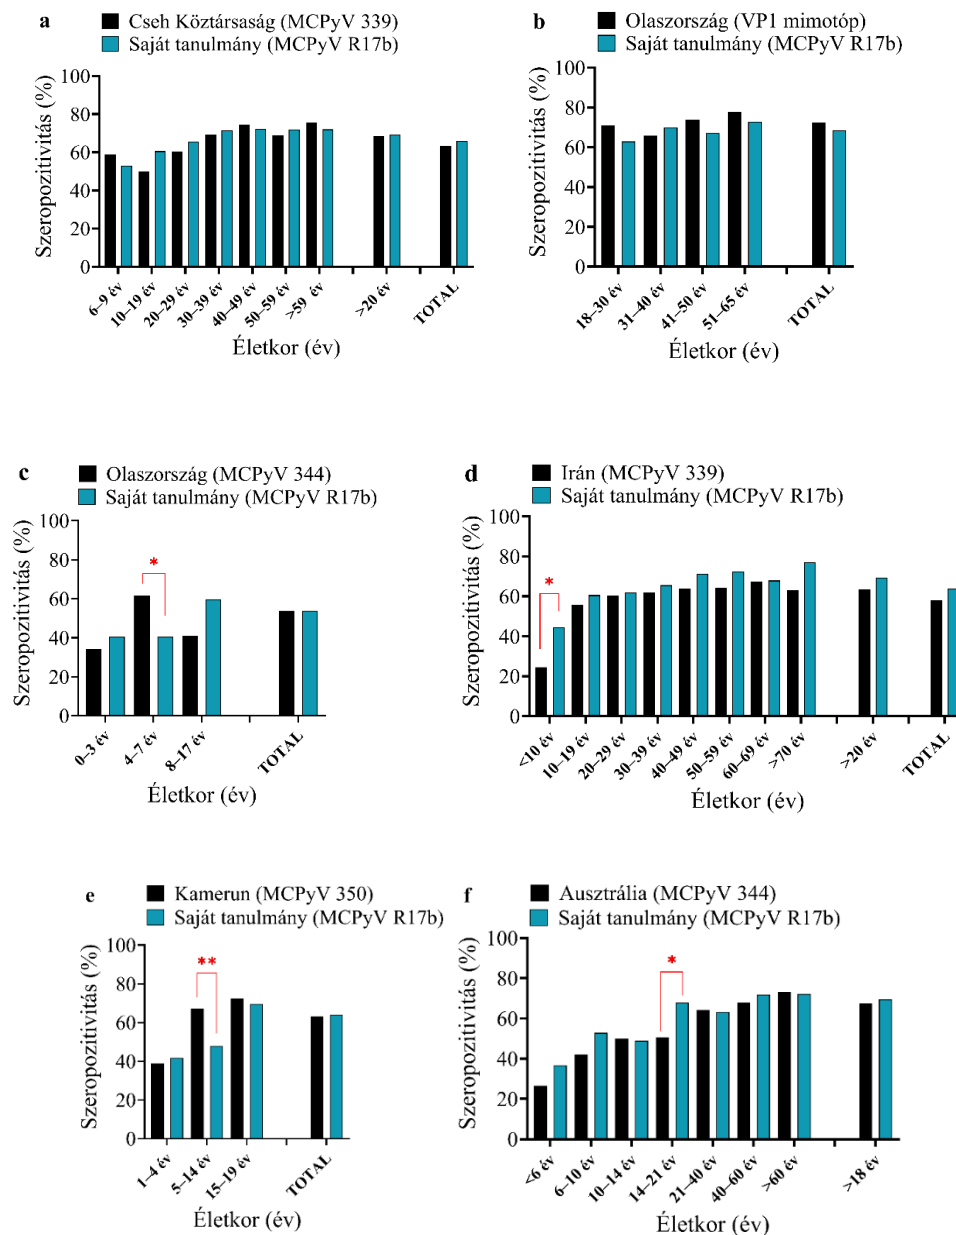 a
Cseh Köztársaság (MCPyV 339)
Saját tanulmány (MCPyV R17b)
Szeropozitivitás (%)
100
80
60
40
20
0
6–9 év
10–19 év
20–29 év
30–39 év
40–49 év
50–59 év
>59 év
>20 év
TOTAL
Életkor (év)
b
Olaszország (VP1 mimotóp)
Saját tanulmány (MCPyV R17b)
Szeropozitivitás (%)
100
80
60
40
20
0
18–30 év
31–40 év
41–50 év
51–65 év
TOTAL
Életkor (év)
c
Olaszország (MCPyV 344)
Saját tanulmány (MCPyV R17b)
Szeropozitivitás (%)
100
80
60
40
20
0
*
0–3 év
4–7 év
8–17 év
TOTAL
Életkor (év)
d
Irán (MCPyV 339)
Saját tanulmány (MCPyV R17b)
Szeropozitivitás (%)
100
80
60
40
20
0
*
<10 év
10–19 év
20–29 év
30–39 év
40–49 év
50–59 év
60–69 év
>70 év
>20 év
TOTAL
Életkor (év)
e
Kamerun (MCPyV 350)
Saját tanulmány (MCPyV R17b)
Szeropozitivitás (%)
100
80
60
40
20
0
**
1–4 év
5–14 év
15–19 év
TOTAL
Életkor (év)
f
Ausztrália (MCPyV 344)
Saját tanulmány (MCPyV R17b)
Szeropozitivitás (%)
100
80
60
40
20
0
*
<6 év
6–10 év
10–14 év
14–21 év
21–40 év
40–60 év
>60 év
>18 év
Életkor (év)